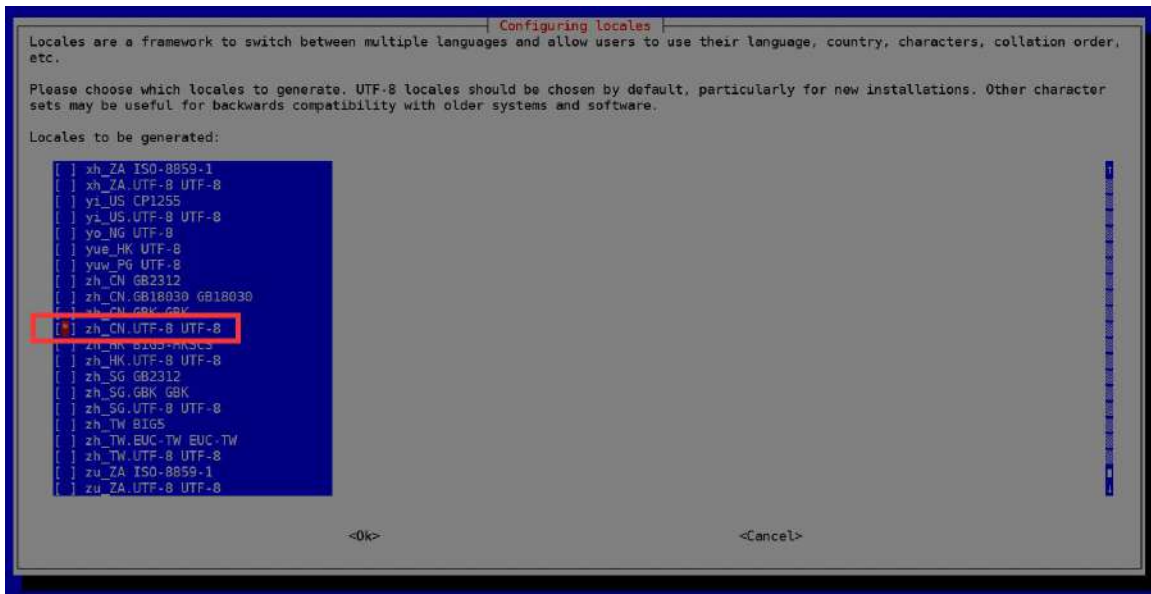 Configuring locales
Locales are a framework to switch between multiple languages and allow users to use their language, country, characters, collation order,
etc.
Please choose which locales to generate. UTF-8 locales should be chosen by default, particularly for new installations. Other character
sets may be useful for backwards compatibility with older systems and software.
Locales to be generated:
[ ] xh_ZA ISO-8859-1
[ ] xh_ZA.UTF-8 UTF-8
[ ] yi_US CP1255
[ ] yi_US.UTF-8 UTF-8
[ ] yo_NG UTF-8
[ ] yue_HK UTF-8
[ ] yuw_PG UTF-8
[ ] zh_CN GB2312
[ ] zh_CN.GB18030 GB18030
[ ] zh_CN.GBK GBK
[*] zh_CN.UTF-8 UTF-8
[ ] zh_HK BIG5-HKSCS
[ ] zh_HK.UTF-8 UTF-8
[ ] zh_SG GB2312
[ ] zh_SG.GBK GBK
[ ] zh_SG.UTF-8 UTF-8
[ ] zh_TW BIG5
[ ] zh_TW.EUC-TW EUC-TW
[ ] zh_TW.UTF-8 UTF-8
[ ] zu_ZA ISO-8859-1
[ ] zu_ZA.UTF-8 UTF-8
<Ok> <Cancel>